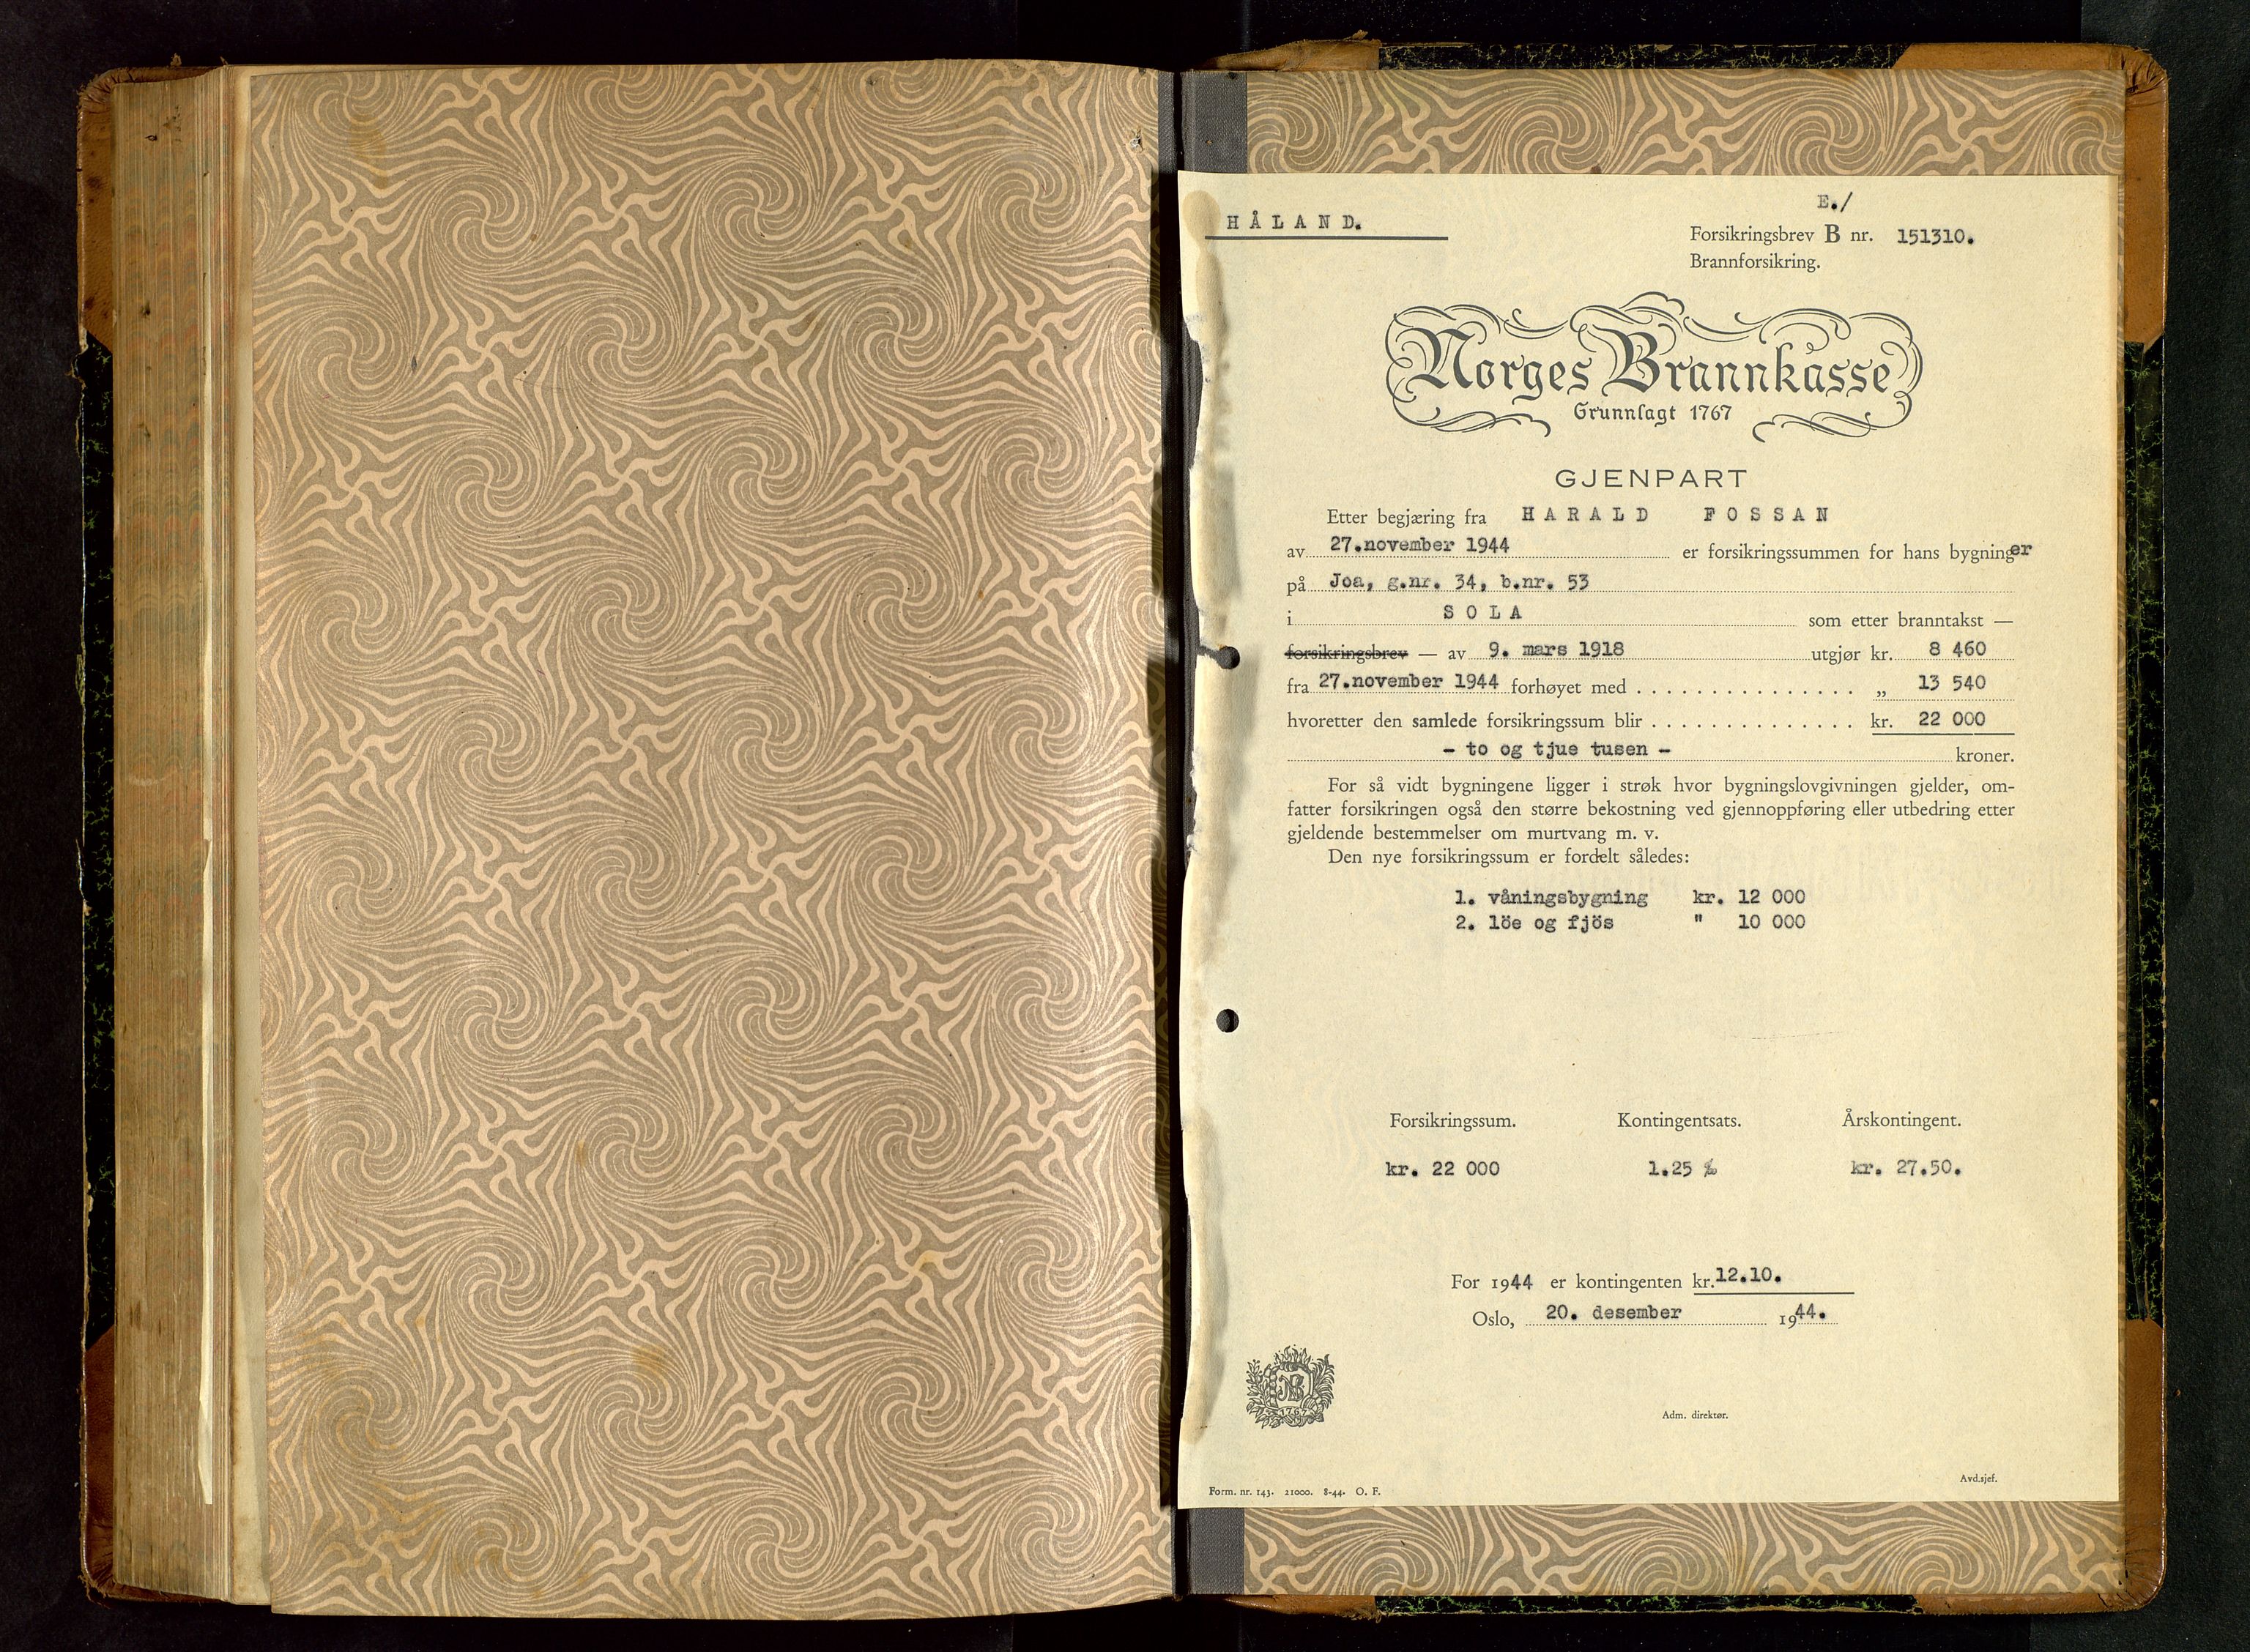 E./
HÅLAND.
Forsikringsbrev B nr. 151310.
Brannforsikring.
Norges Brannkasse
Grunnlagt 1767
GJENPART
Etter begjæring fra HARALD FOSSAN
av 27.november 1944 er forsikringssummen for hans bygninger
på Joa, g.nr. 34, b.nr. 53
i SOLA som etter branntakst —
forsikringsbrev — av 9. mars 1918 utgjør kr. 8 460
fra 27.november 1944 forhøyet med . . . . . . . . . . . . . . . . „ 13 540
hvoretter den samlede forsikringssum blir . . . . . . . . . . . . . . kr. 22 000
- to og tjue tusen - kroner.
For så vidt bygningene ligger i strøk hvor bygningslovgivningen gjelder, om-
fatter forsikringen også den større bekostning ved gjennoppføring eller utbedring etter
gjeldende bestemmelser om murtvang m. v.
Den nye forsikringssum er fordelt således:
1. våningsbygning kr. 12 000
2. löe og fjös " 10 000
Forsikringssum. Kontingentsats. Årskontingent.
kr. 22 000 1.25 ‰ kr. 27.50.
For 1944 er kontingenten kr. 12.10.
Oslo, 20. desember 1944.
NB
1767
Adm. direktør.
Avd.sjef.
Form. nr. 143. 21000. 8-44. O. F.